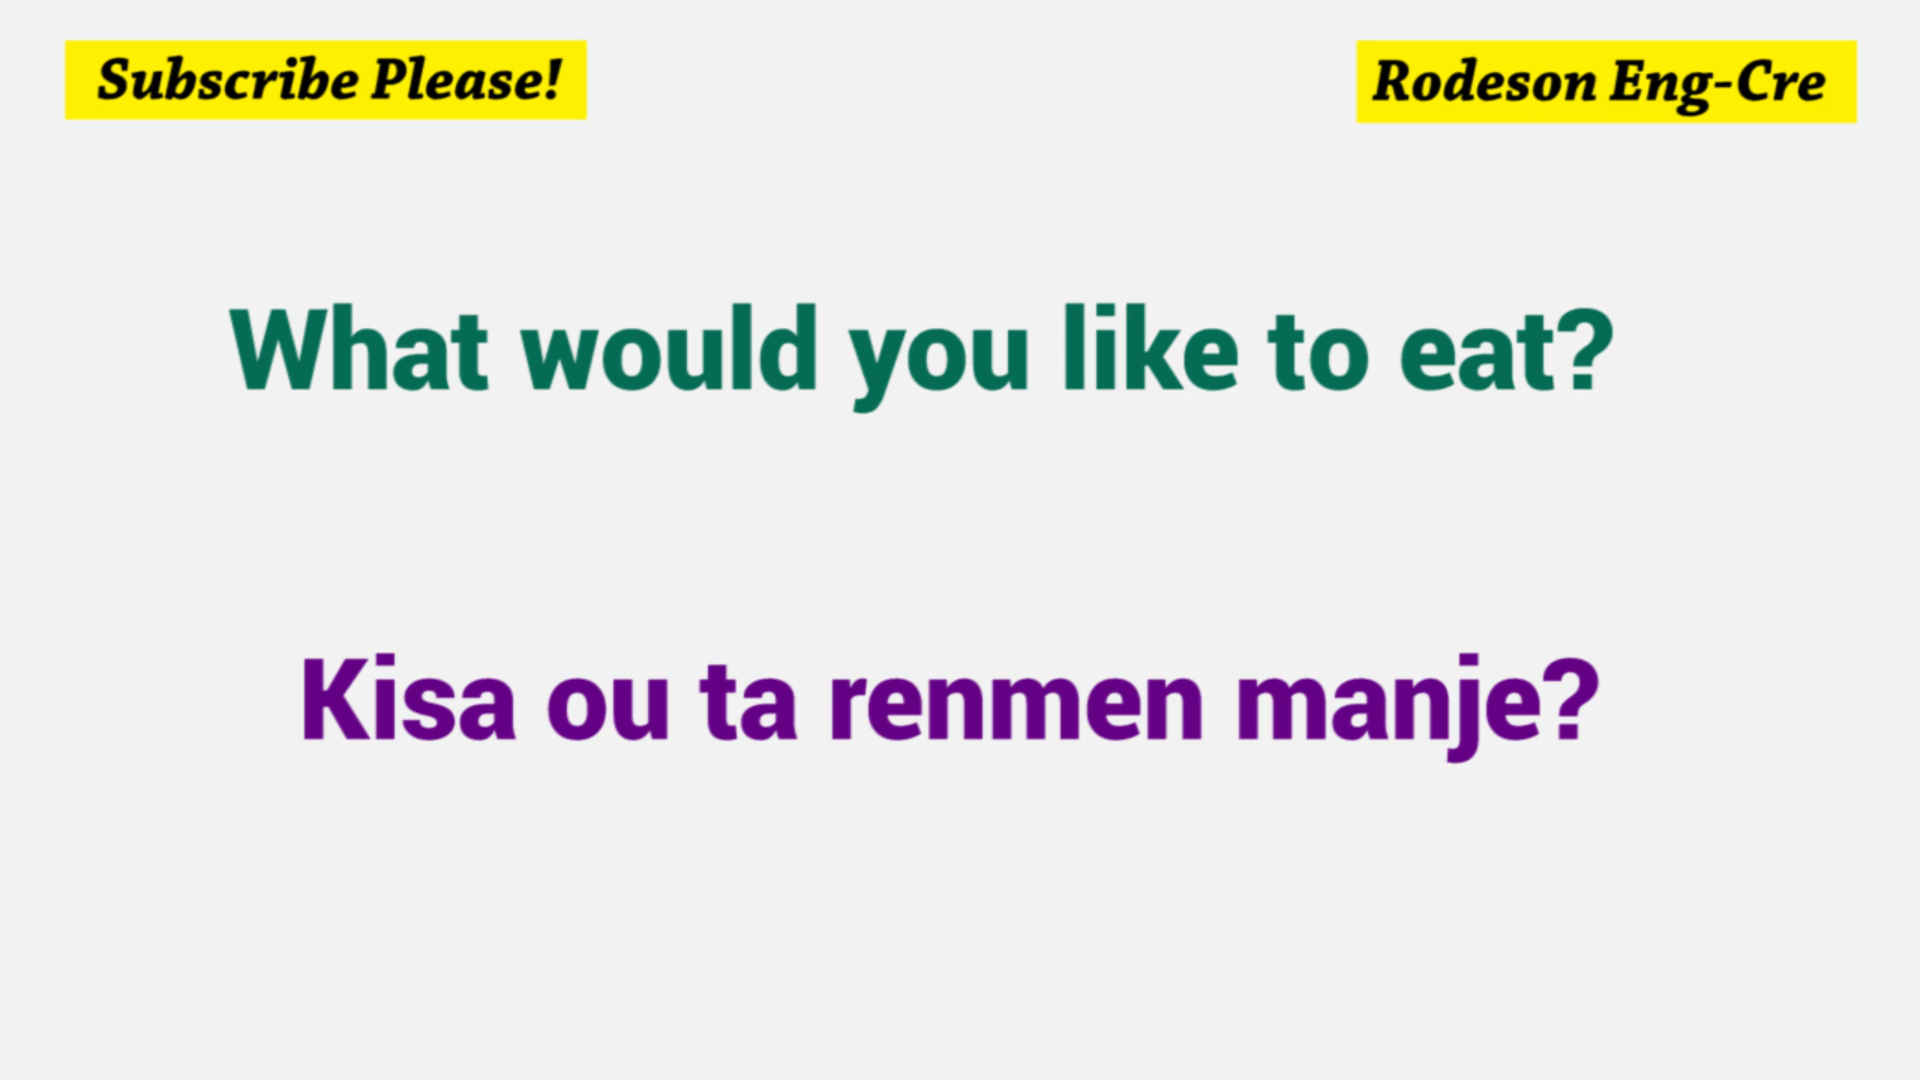 Subscribe Please!
Rodeson Eng-Cre
What would you like to eat?
Kisa ou ta renmen manje?